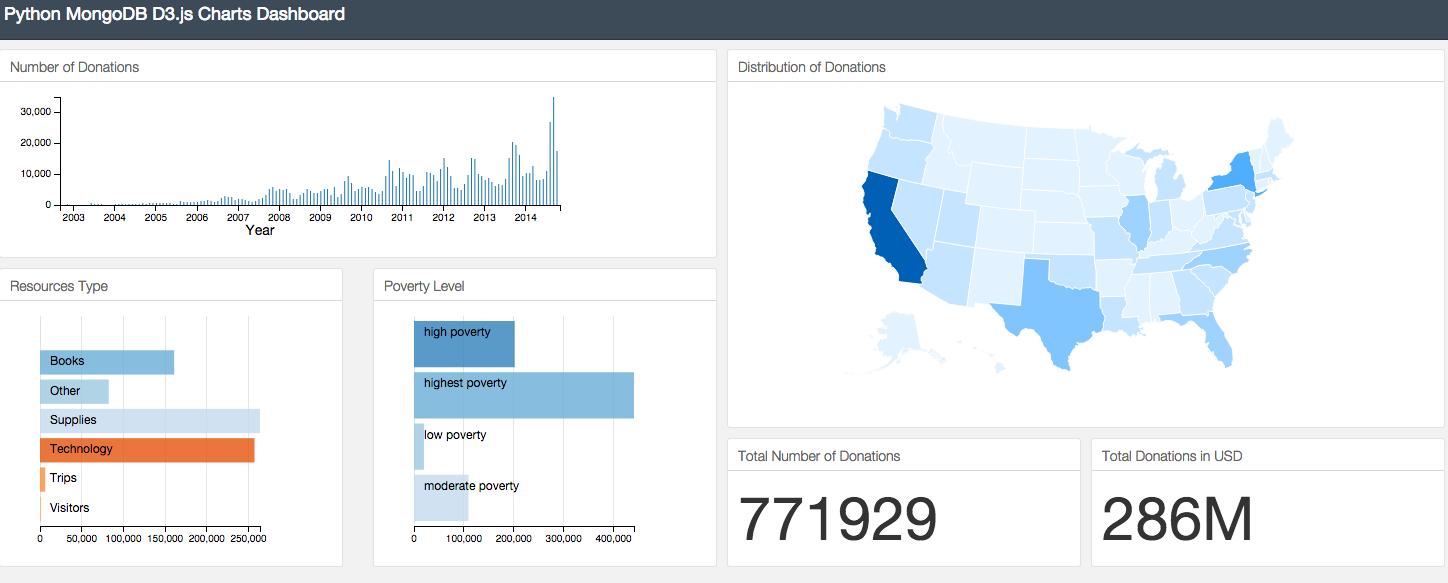 Python MongoDB D3.js Charts Dashboard
Number of Donations
30,000
20,000
10,000
0
2003 2004 2005 2006 2007 2008 2009 2010 2011 2012 2013 2014
Year
Distribution of Donations
Resources Type
Books
Other
Supplies
Technology
Trips
Visitors
0 50,000 100,000 150,000 200,000 250,000
Poverty Level
high poverty
highest poverty
low poverty
moderate poverty
0 100,000 200,000 300,000 400,000
Total Number of Donations
771929
Total Donations in USD
286M